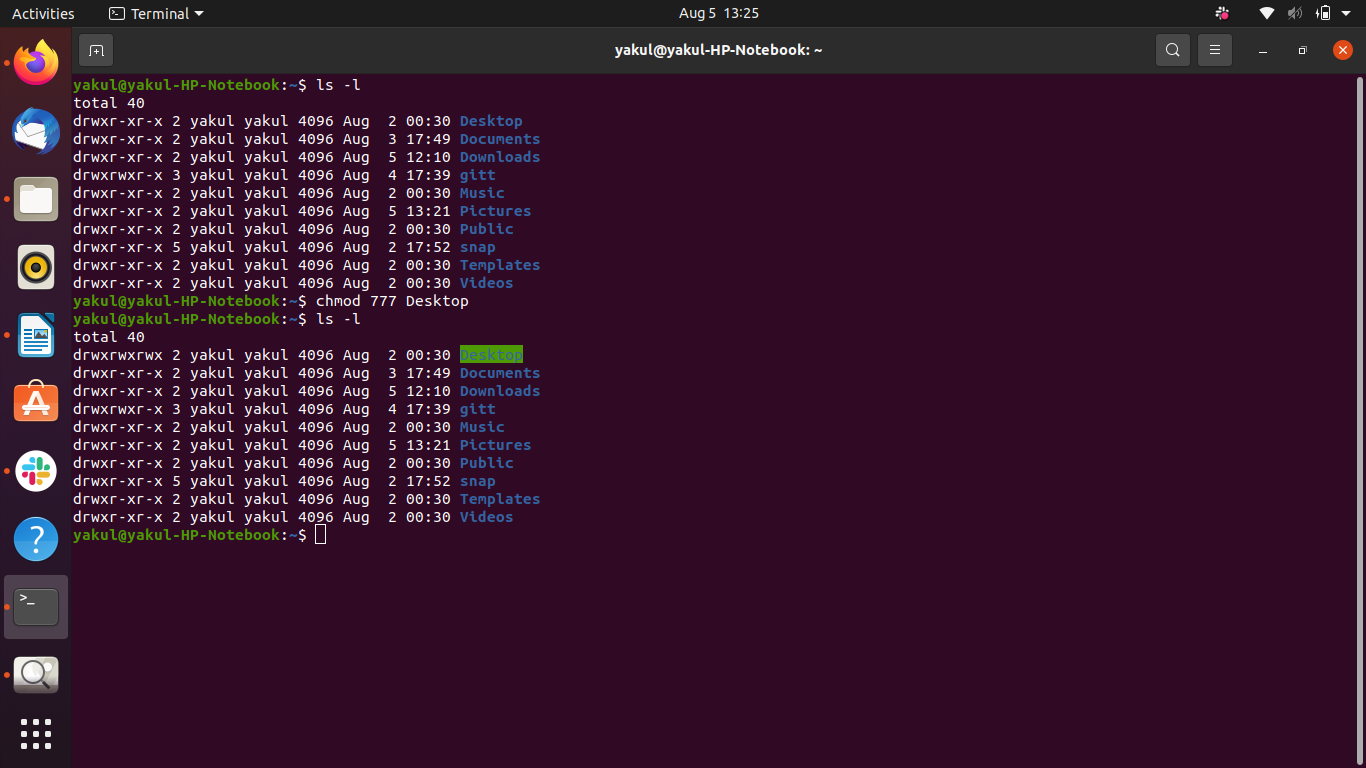 Activities Terminal Aug 5 13:25
yakul@yakul-HP-Notebook: ~
yakul@yakul-HP-Notebook:~$ ls -l
total 40
drwxr-xr-x 2 yakul yakul 4096 Aug  2 00:30 Desktop
drwxr-xr-x 2 yakul yakul 4096 Aug  3 17:49 Documents
drwxr-xr-x 2 yakul yakul 4096 Aug  5 12:10 Downloads
drwxrwxr-x 3 yakul yakul 4096 Aug  4 17:39 gitt
drwxr-xr-x 2 yakul yakul 4096 Aug  2 00:30 Music
drwxr-xr-x 2 yakul yakul 4096 Aug  5 13:21 Pictures
drwxr-xr-x 2 yakul yakul 4096 Aug  2 00:30 Public
drwxr-xr-x 5 yakul yakul 4096 Aug  2 17:52 snap
drwxr-xr-x 2 yakul yakul 4096 Aug  2 00:30 Templates
drwxr-xr-x 2 yakul yakul 4096 Aug  2 00:30 Videos
yakul@yakul-HP-Notebook:~$ chmod 777 Desktop
yakul@yakul-HP-Notebook:~$ ls -l
total 40
drwxrwxrwx 2 yakul yakul 4096 Aug  2 00:30 Desktop
drwxr-xr-x 2 yakul yakul 4096 Aug  3 17:49 Documents
drwxr-xr-x 2 yakul yakul 4096 Aug  5 12:10 Downloads
drwxrwxr-x 3 yakul yakul 4096 Aug  4 17:39 gitt
drwxr-xr-x 2 yakul yakul 4096 Aug  2 00:30 Music
drwxr-xr-x 2 yakul yakul 4096 Aug  5 13:21 Pictures
drwxr-xr-x 2 yakul yakul 4096 Aug  2 00:30 Public
drwxr-xr-x 5 yakul yakul 4096 Aug  2 17:52 snap
drwxr-xr-x 2 yakul yakul 4096 Aug  2 00:30 Templates
drwxr-xr-x 2 yakul yakul 4096 Aug  2 00:30 Videos
yakul@yakul-HP-Notebook:~$